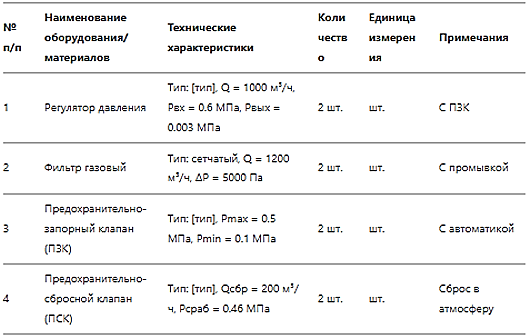 № п/п | Наименование оборудования/материалов | Технические характеристики | Количество | Единица измерения | Примечания
1 | Регулятор давления | Тип: [тип], Q = 1000 м³/ч, Pвх = 0.6 МПа, Pвых = 0.003 МПа | 2 шт. | шт. | С ПЗК
2 | Фильтр газовый | Тип: сетчатый, Q = 1200 м³/ч, ΔP = 5000 Па | 2 шт. | шт. | С промывкой
3 | Предохранительно-запорный клапан (ПЗК) | Тип: [тип], Pmax = 0.5 МПа, Pmin = 0.1 МПа | 2 шт. | шт. | С автоматикой
4 | Предохранительно-сбросной клапан (ПСК) | Тип: [тип], Qсбр = 200 м³/ч, Pсраб = 0.46 МПа | 2 шт. | шт. | Сброс в атмосферу